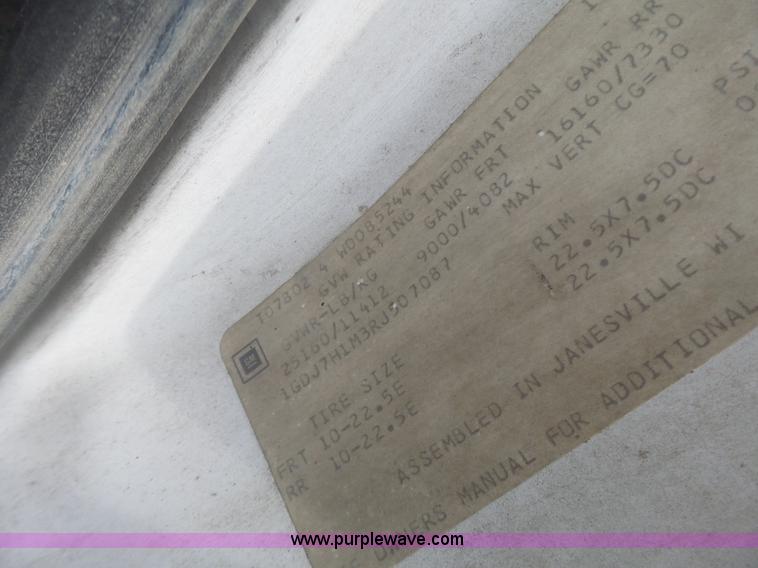 T07802 4 WD085244
GVW RATING INFORMATION
GVWR-LB/KG GAWR FRT GAWR RR
25160/11412 9000/4082 16160/7330
1GDJ7H1M3RJ507087 MAX VERT CG=70
TIRE SIZE RIM PSI
FRT 10-22.5E 22.5X7.5DC
RR 10-22.5E 22.5X7.5DC
ASSEMBLED IN JANESVILLE WI
OWNERS MANUAL FOR ADDITIONAL
GM
www.purplewave.com